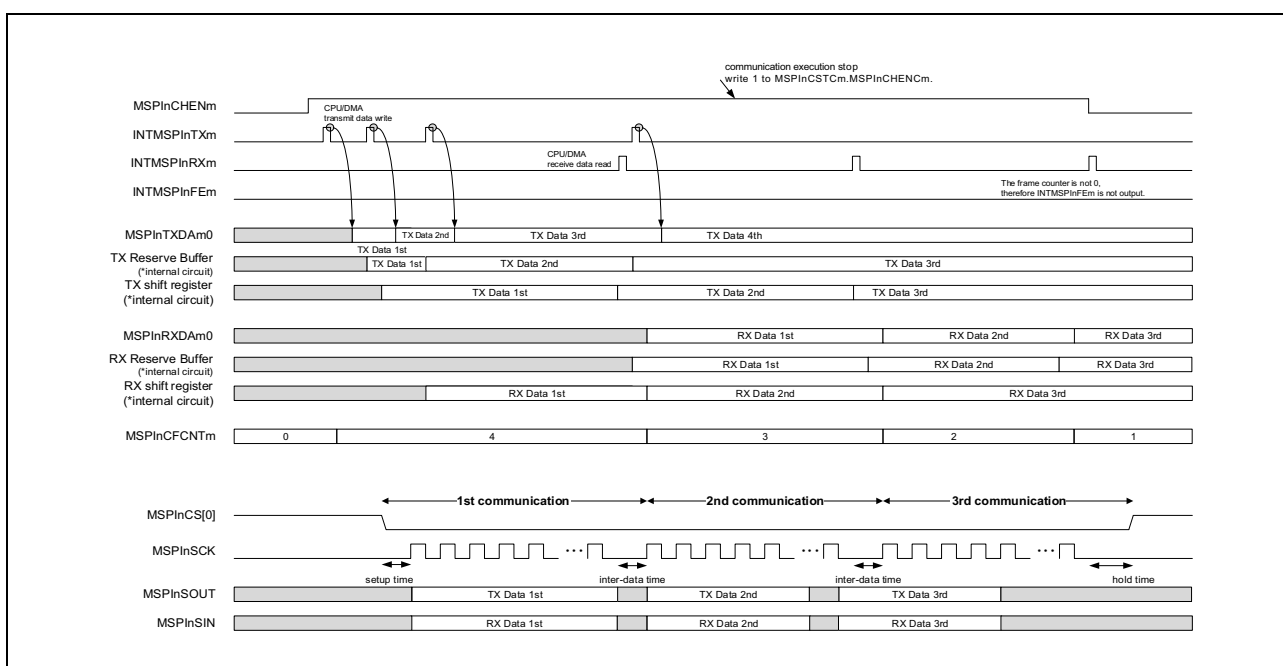 communication execution stop
write 1 to MSPInCSTCm.MSPInCHENCm.
MSPInCHENm
CPU/DMA
transmit data write
INTMSPInTXm
INTMSPInRXm
CPU/DMA
receive data read
INTMSPInFEm
The frame counter is not 0,
therefore INTMSPInFEm is not output.
MSPInTXDAm0 TX Data 2nd TX Data 3rd TX Data 4th
TX Data 1st
TX Reserve Buffer TX Data 1st TX Data 2nd TX Data 3rd
(*internal circuit)
TX shift register TX Data 1st TX Data 2nd TX Data 3rd
(*internal circuit)
MSPInRXDAm0 RX Data 1st RX Data 2nd RX Data 3rd
RX Reserve Buffer RX Data 1st RX Data 2nd RX Data 3rd
(*internal circuit)
RX shift register RX Data 1st RX Data 2nd RX Data 3rd
(*internal circuit)
MSPInCFCNTm 0 4 3 2 1
1st communication 2nd communication 3rd communication
MSPInCS[0]
MSPInSCK ··· ··· ···
setup time inter-data time inter-data time hold time
MSPInSOUT TX Data 1st TX Data 2nd TX Data 3rd
MSPInSIN RX Data 1st RX Data 2nd RX Data 3rd